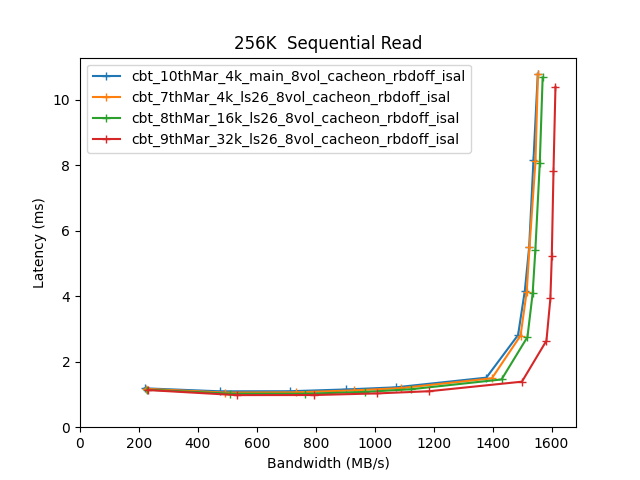 256K  Sequential Read
cbt_10thMar_4k_main_8vol_cacheon_rbdoff_isal
cbt_7thMar_4k_ls26_8vol_cacheon_rbdoff_isal
cbt_8thMar_16k_ls26_8vol_cacheon_rbdoff_isal
cbt_9thMar_32k_ls26_8vol_cacheon_rbdoff_isal
Latency (ms)
10
8
6
4
2
0
0 200 400 600 800 1000 1200 1400 1600
Bandwidth (MB/s)